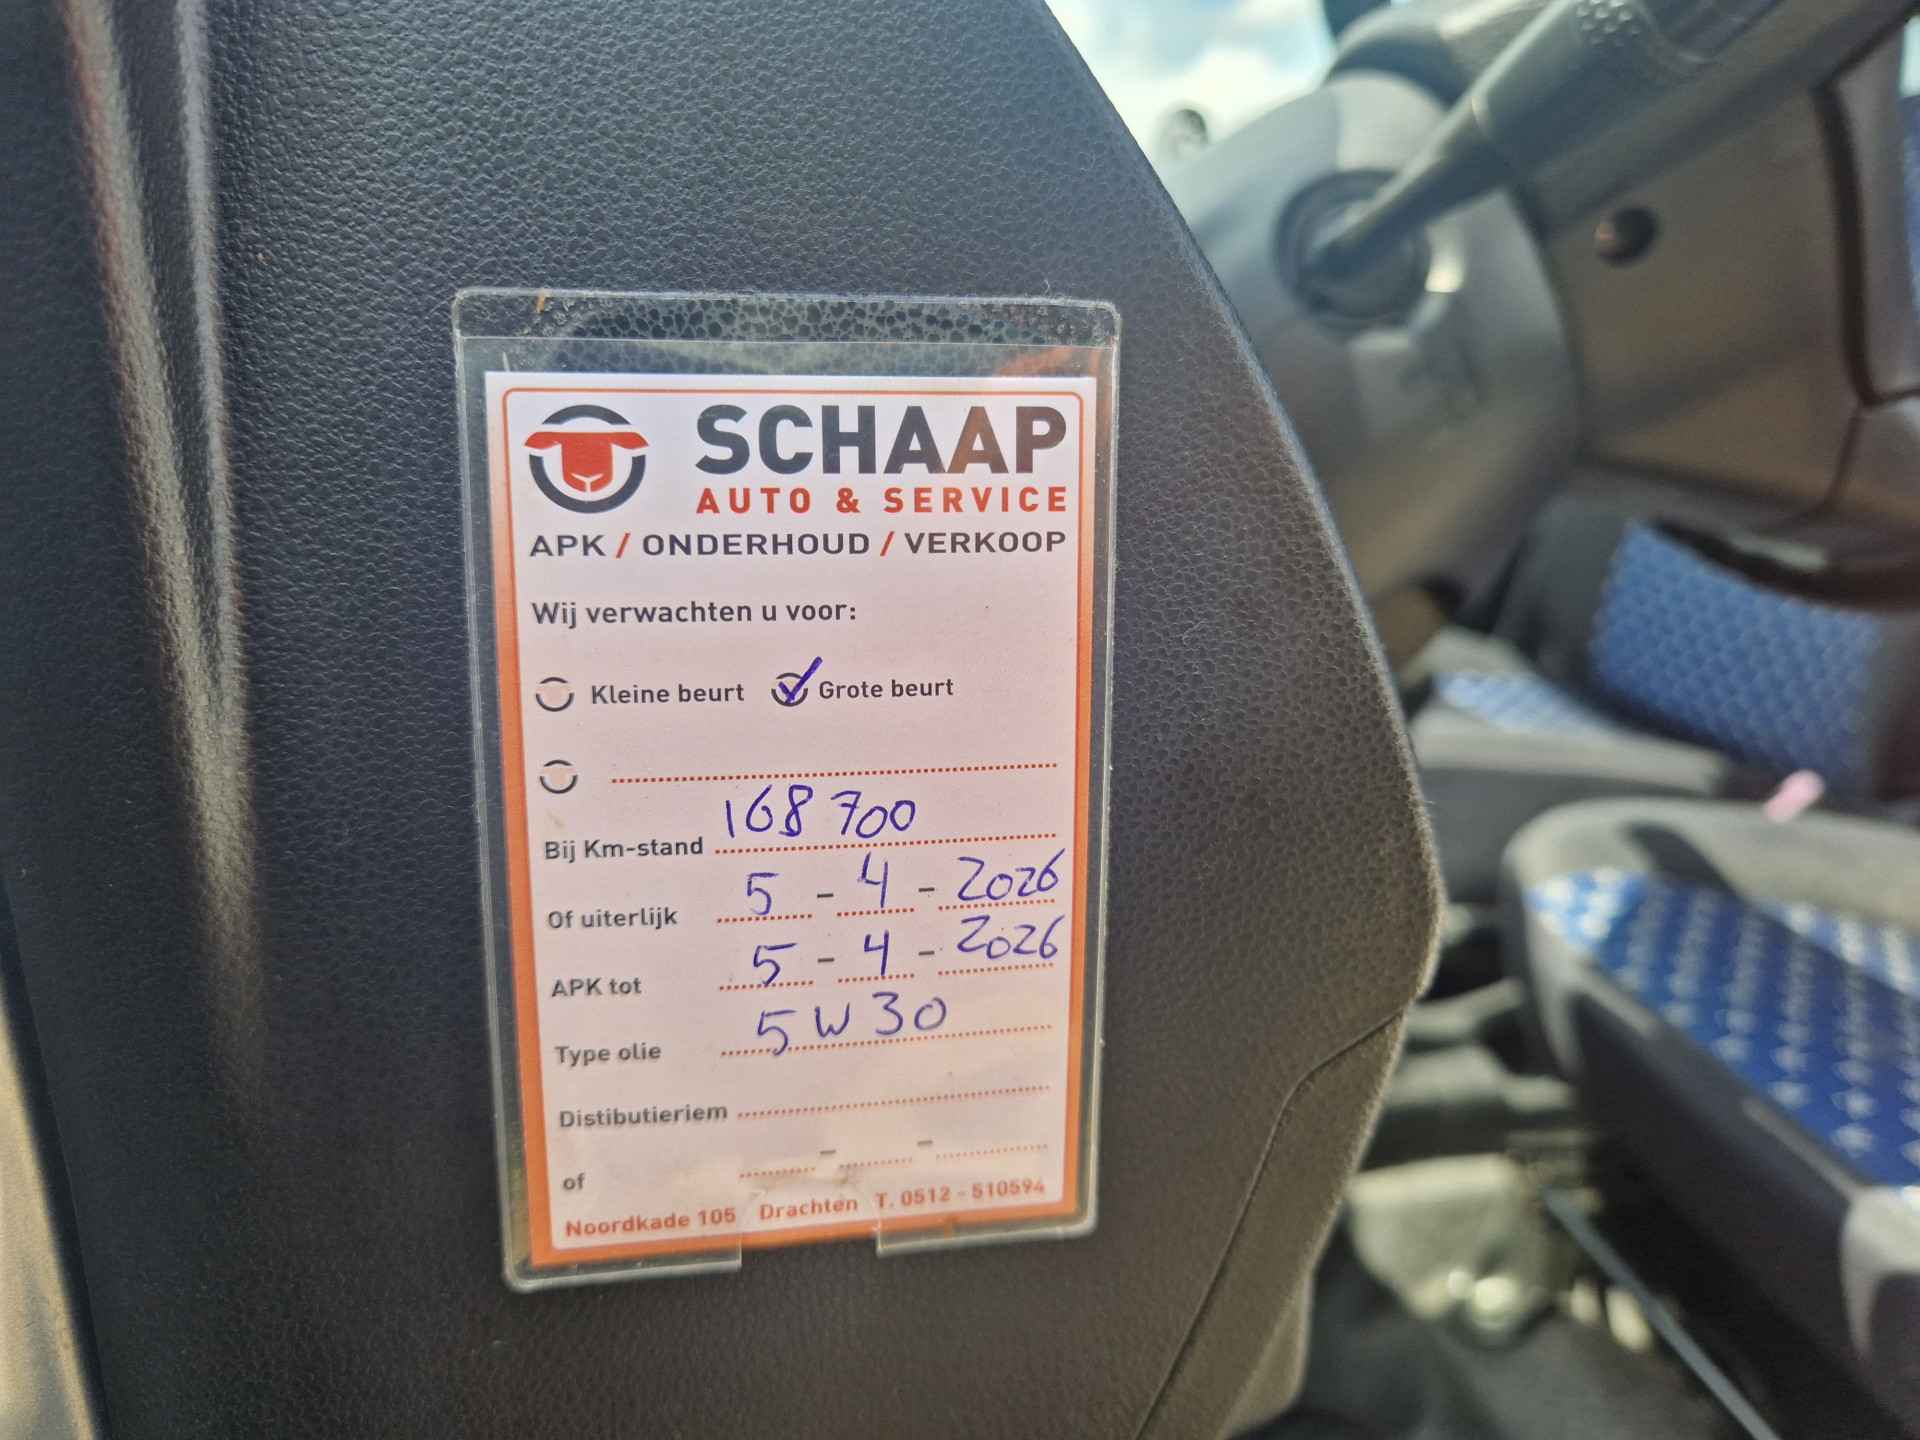 SCHAAP
AUTO & SERVICE
APK / ONDERHOUD / VERKOOP
Wij verwachten u voor:
Kleine beurt Grote beurt
Bij Km-stand 168700
Of uiterlijk 5 - 4 - 2026
APK tot 5 - 4 - 2026
Type olie 5W30
Distibutieriem
of - -
Noordkade 105 Drachten T. 0512 - 510594